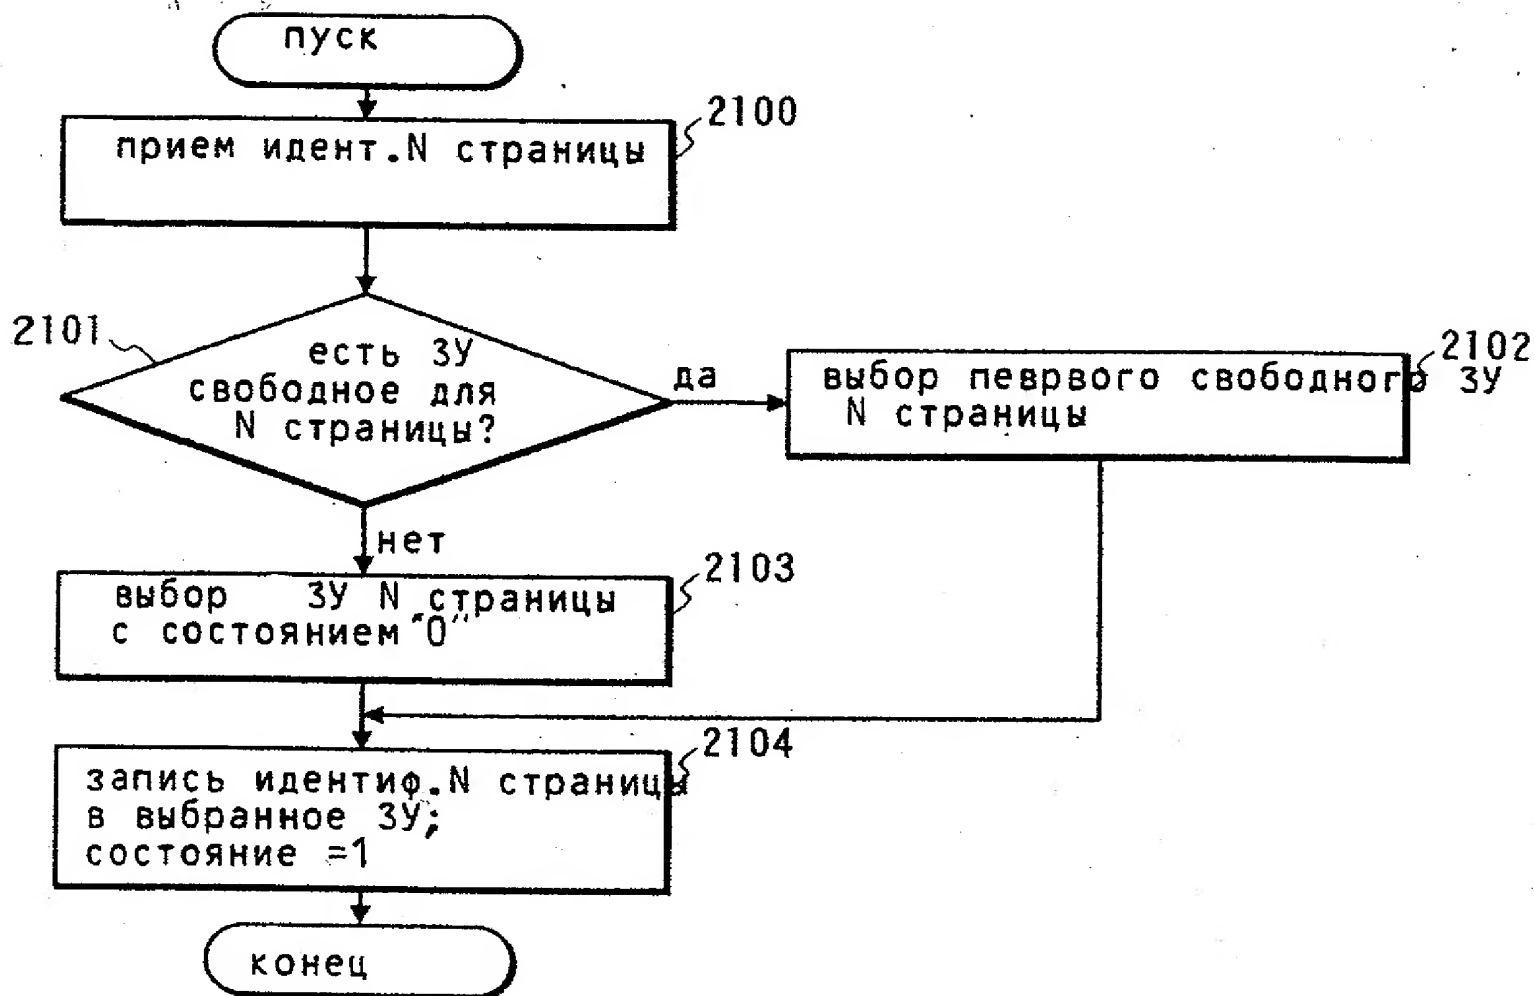 пуск
2100
прием идент.N страницы
2101
есть ЗУ
свободное для
N страницы?
да
2102
выбор певрвого свободного ЗУ
N страницы
нет
2103
выбор ЗУ N страницы
с состоянием "0"
2104
запись идентиф.N страницы
в выбранное ЗУ;
состояние =1
конец